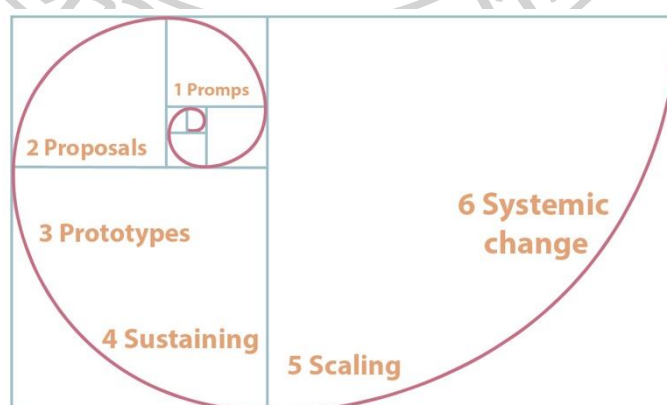 1 Promps
2 Proposals
3 Prototypes
4 Sustaining
5 Scaling
6 Systemic
change